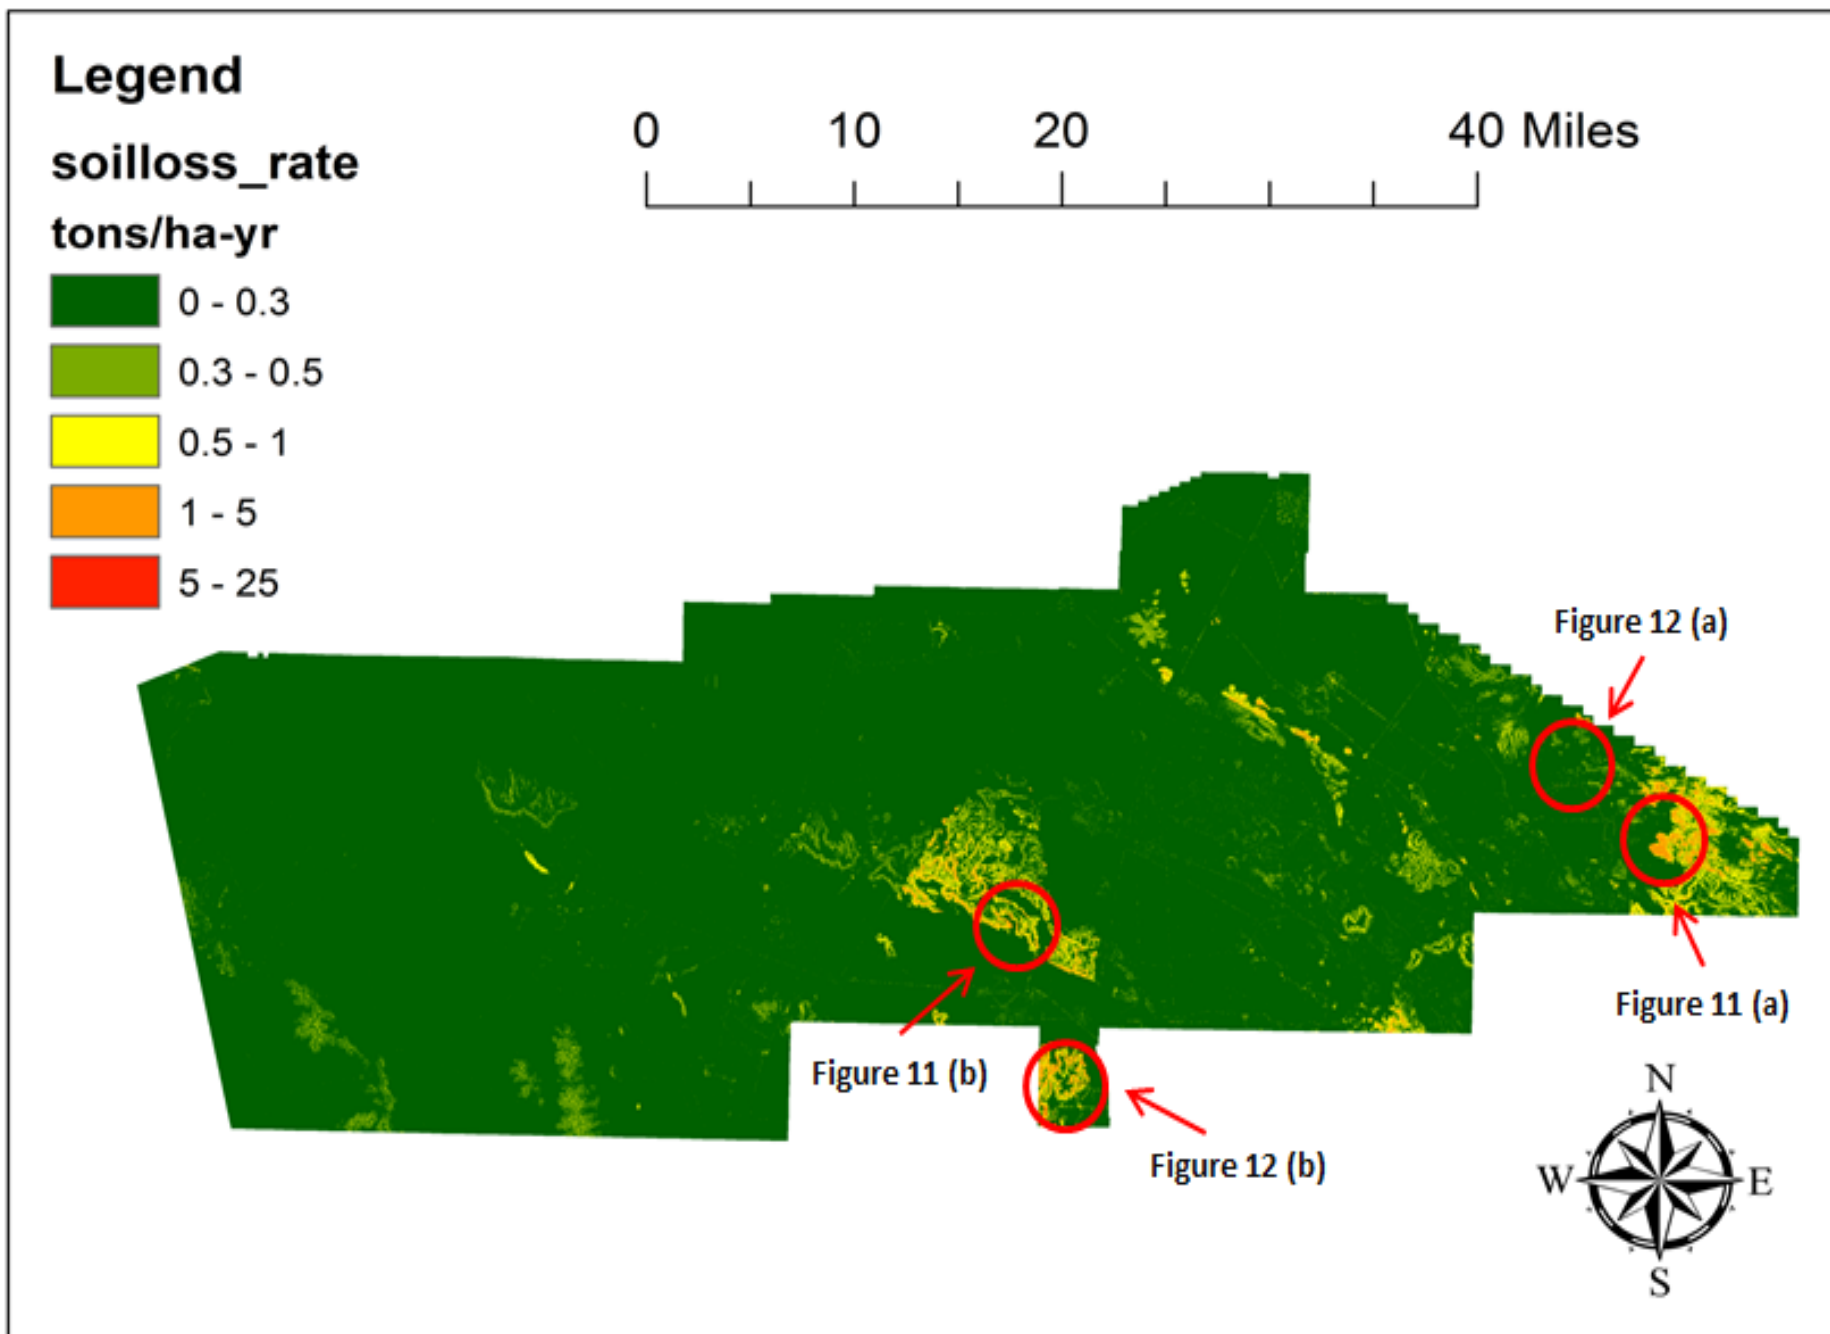 Legend
soilloss_rate
tons/ha-yr
0 - 0.3
0.3 - 0.5
0.5 - 1
1 - 5
5 - 25
0 10 20 40 Miles
Figure 12 (a)
Figure 11 (a)
Figure 11 (b)
Figure 12 (b)
N
W E
S